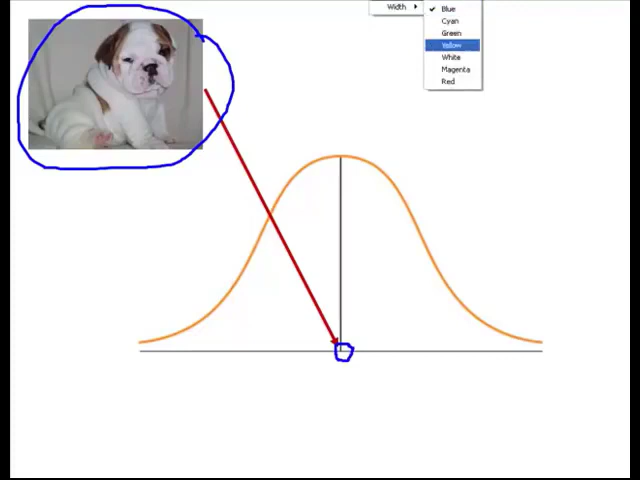 Width
Blue
Cyan
Green
Yellow
White
Magenta
Red